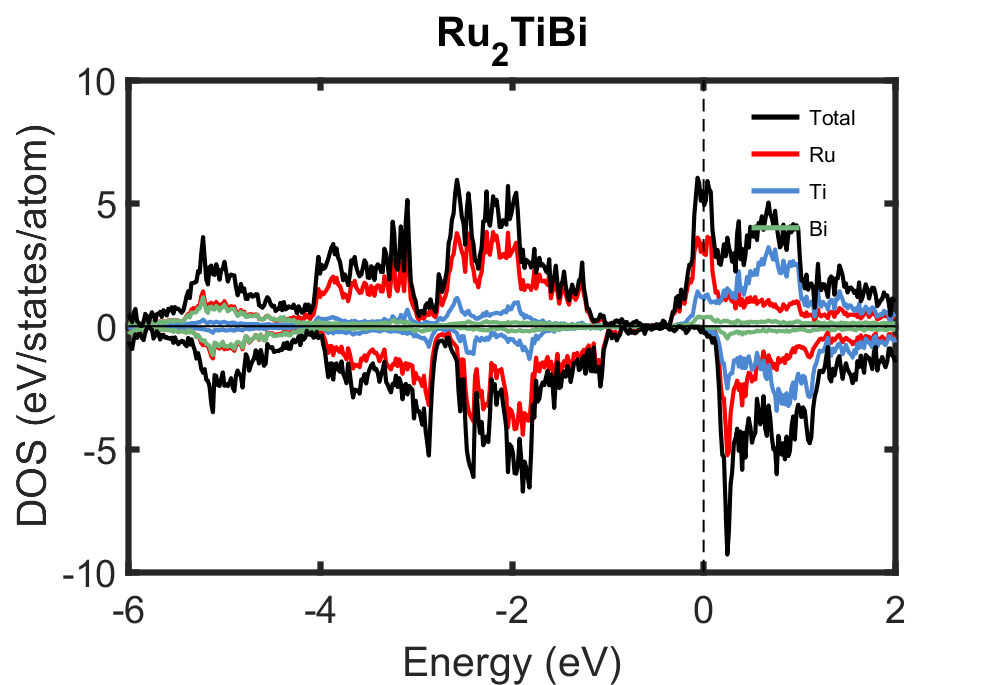 Ru2TiBi
10
5
0
-5
-10
DOS (eV/states/atom)
Total
Ru
Ti
Bi
-6
-4
-2
0
2
Energy (eV)